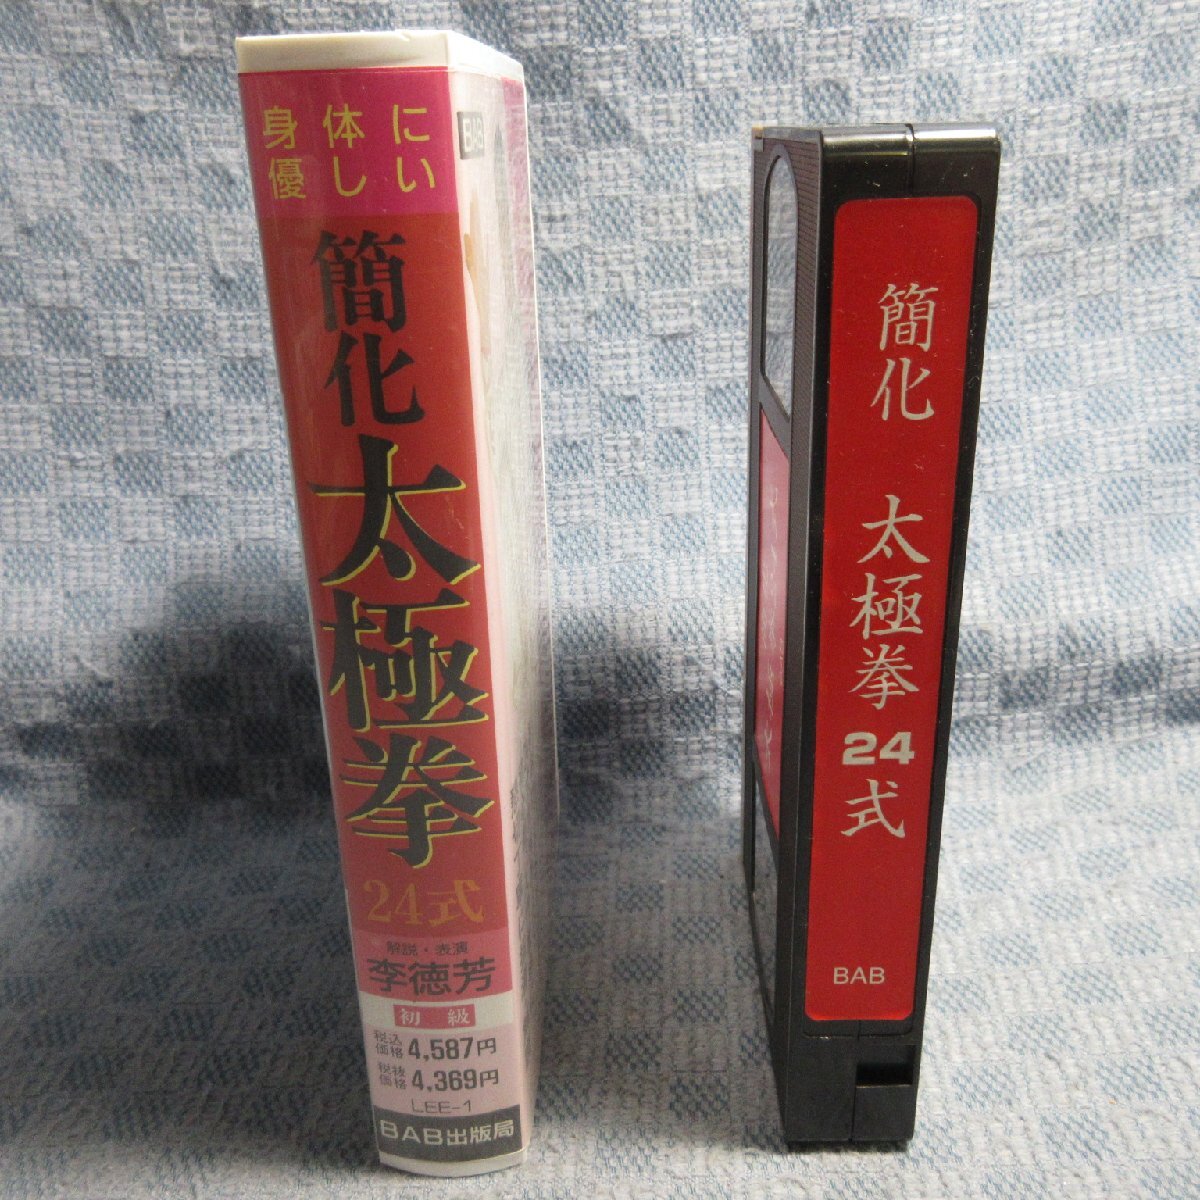 身体に
優しい
BAB
簡化
太極拳
24式
解説・表演
李徳芳
初級
税込
価格 4,587円
税抜
価格 4,369円
LEE-1
BAB出版局
簡化 太極拳 24式
BAB